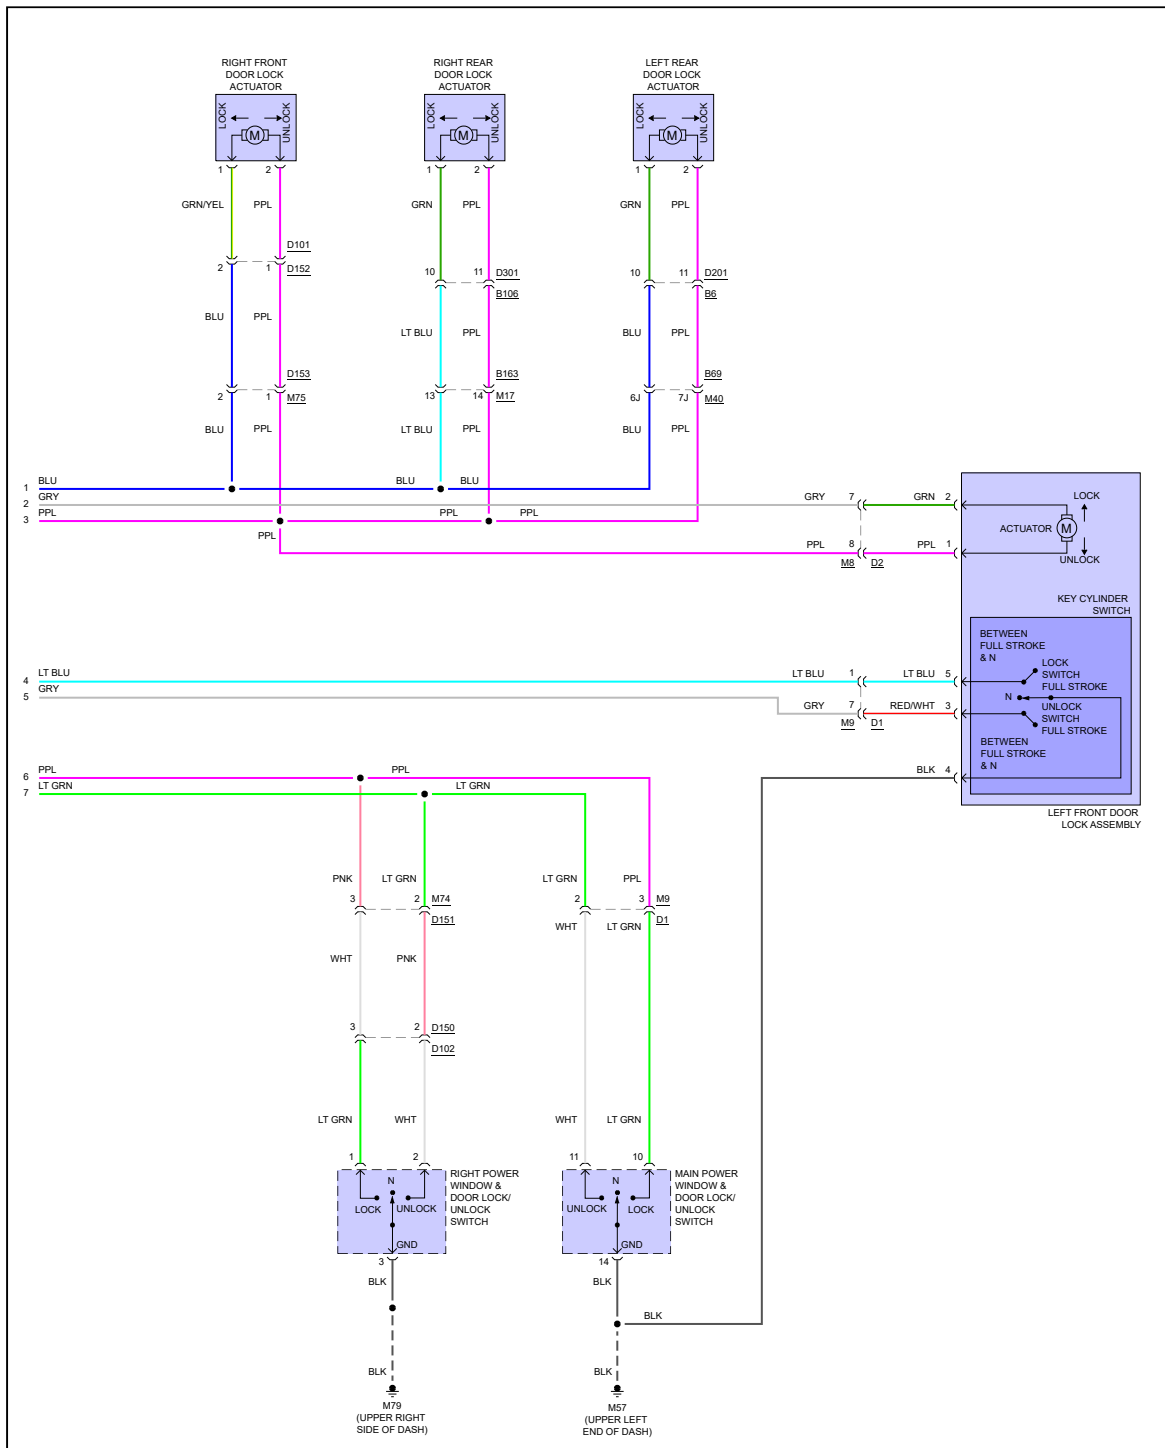 RIGHT FRONT
DOOR LOCK
ACTUATOR
RIGHT REAR
DOOR LOCK
ACTUATOR
LEFT REAR
DOOR LOCK
ACTUATOR
LOCK
M
UNLOCK
LOCK
M
UNLOCK
LOCK
M
UNLOCK
1 2 1 2 1 2
GRN/YEL PPL GRN PPL GRN PPL
D101
2 1 D152
10 11 D301
B106
10 11 D201
B6
BLU PPL LT BLU PPL BLU PPL
D153 B163 B69
2 1 M75 13 14 M17 6J 7J M40
BLU PPL LT BLU PPL BLU PPL
1 BLU BLU BLU
2 GRY GRY 7 GRN 2
3 PPL PPL PPL
PPL
PPL 8 PPL 1
M8 D2
LOCK
ACTUATOR M
UNLOCK
KEY CYLINDER
SWITCH
BETWEEN
FULL STROKE
& N
LOCK
SWITCH
FULL STROKE
N
UNLOCK
SWITCH
FULL STROKE
BETWEEN
FULL STROKE
& N
4 LT BLU LT BLU 1 LT BLU 5
5 GRY GRY 7 RED/WHT 3
M9 D1
BLK 4
LEFT FRONT DOOR
LOCK ASSEMBLY
6 PPL PPL
7 LT GRN LT GRN
PNK LT GRN LT GRN PPL
3 2 M74 2 3 M9
D151 D1
WHT LT GRN
WHT PNK
3 2 D150
D102
LT GRN WHT WHT LT GRN
1 2 11 10
N
LOCK UNLOCK
GND
RIGHT POWER
WINDOW &
DOOR LOCK/
UNLOCK
SWITCH
N
UNLOCK LOCK
GND
MAIN POWER
WINDOW &
DOOR LOCK/
UNLOCK
SWITCH
3 14
BLK BLK
BLK
BLK BLK
M79
(UPPER RIGHT
SIDE OF DASH)
M57
(UPPER LEFT
END OF DASH)